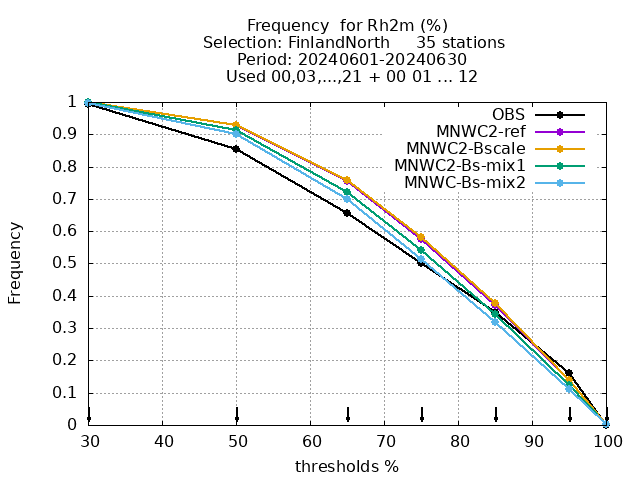 Frequency  for Rh2m (%)
Selection: FinlandNorth     35 stations
Period: 20240601-20240630
Used 00,03,...,21 + 00 01 ... 12
OBS
MNWC2-ref
MNWC2-Bscale
MNWC2-Bs-mix1
MNWC-Bs-mix2
Frequency
1
0.9
0.8
0.7
0.6
0.5
0.4
0.3
0.2
0.1
0
30 40 50 60 70 80 90 100
thresholds %